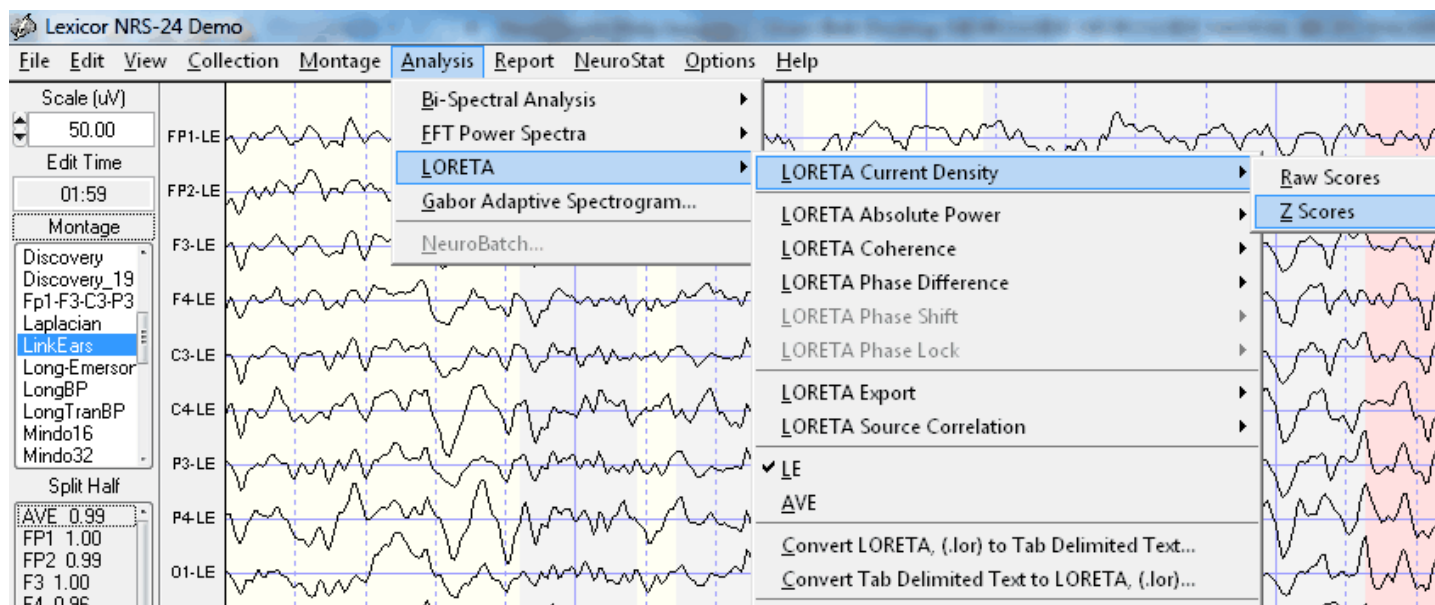 Lexicor NRS-24 Demo
File Edit View Collection Montage Analysis Report NeuroStat Options Help
Scale (uV)
50.00
Edit Time
01:59
Montage
Discovery
Discovery_19
Fp1-F3-C3-P3
Laplacian
LinkEars
Long-Emerson
LongBP
LongTranBP
Mindo16
Mindo32
Split Half
AVE 0.99
FP1 1.00
FP2 0.99
F3 1.00
F4 0.96
FP1-LE
FP2-LE
F3-LE
F4-LE
C3-LE
C4-LE
P3-LE
P4-LE
O1-LE
Bi-Spectral Analysis
FFT Power Spectra
LORETA
Gabor Adaptive Spectrogram...
NeuroBatch...
LORETA Current Density
LORETA Absolute Power
LORETA Coherence
LORETA Phase Difference
LORETA Phase Shift
LORETA Phase Lock
LORETA Export
LORETA Source Correlation
LE
AVE
Convert LORETA, (.lor) to Tab Delimited Text...
Convert Tab Delimited Text to LORETA, (.lor)...
Raw Scores
Z Scores